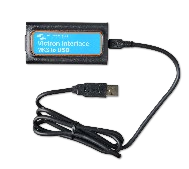 Victron Interface
MK3 to USB